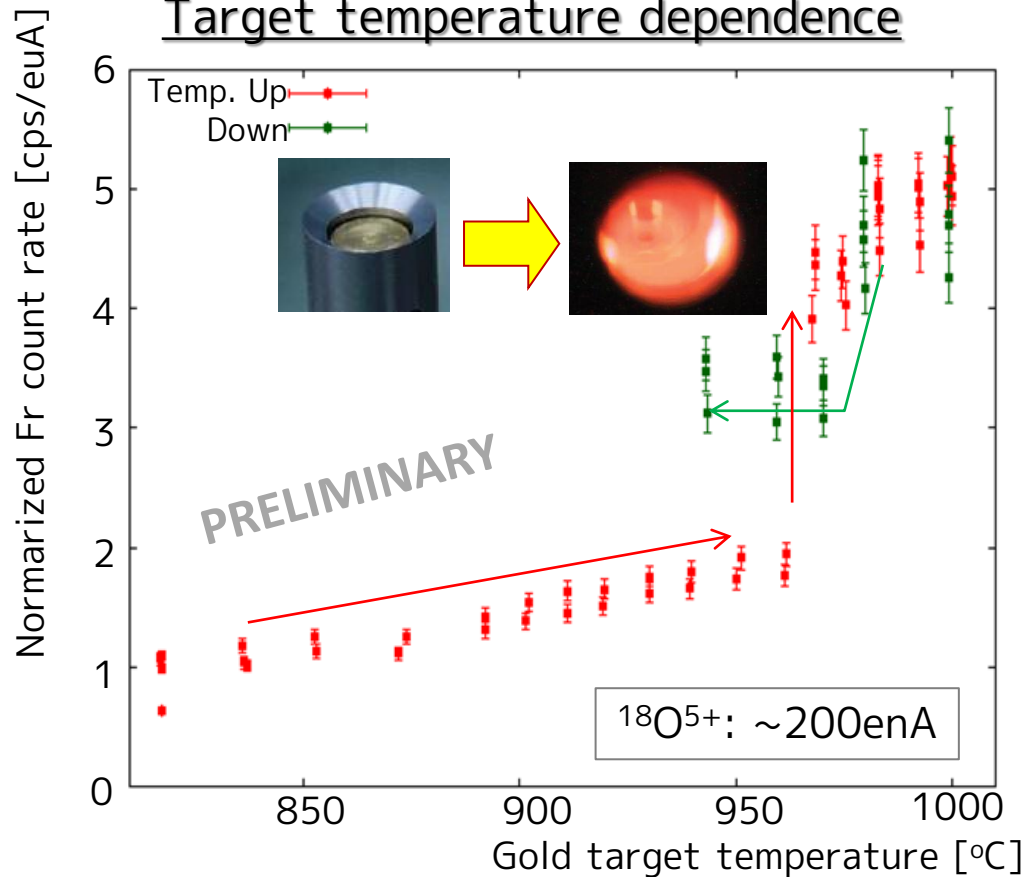 Target temperature dependence
Normarized Fr count rate [cps/euA]
6
5
4
3
2
1
0
Temp. Up
Down
PRELIMINARY
¹⁸O⁵⁺: ~200enA
850
900
950
1000
Gold target temperature [ºC]